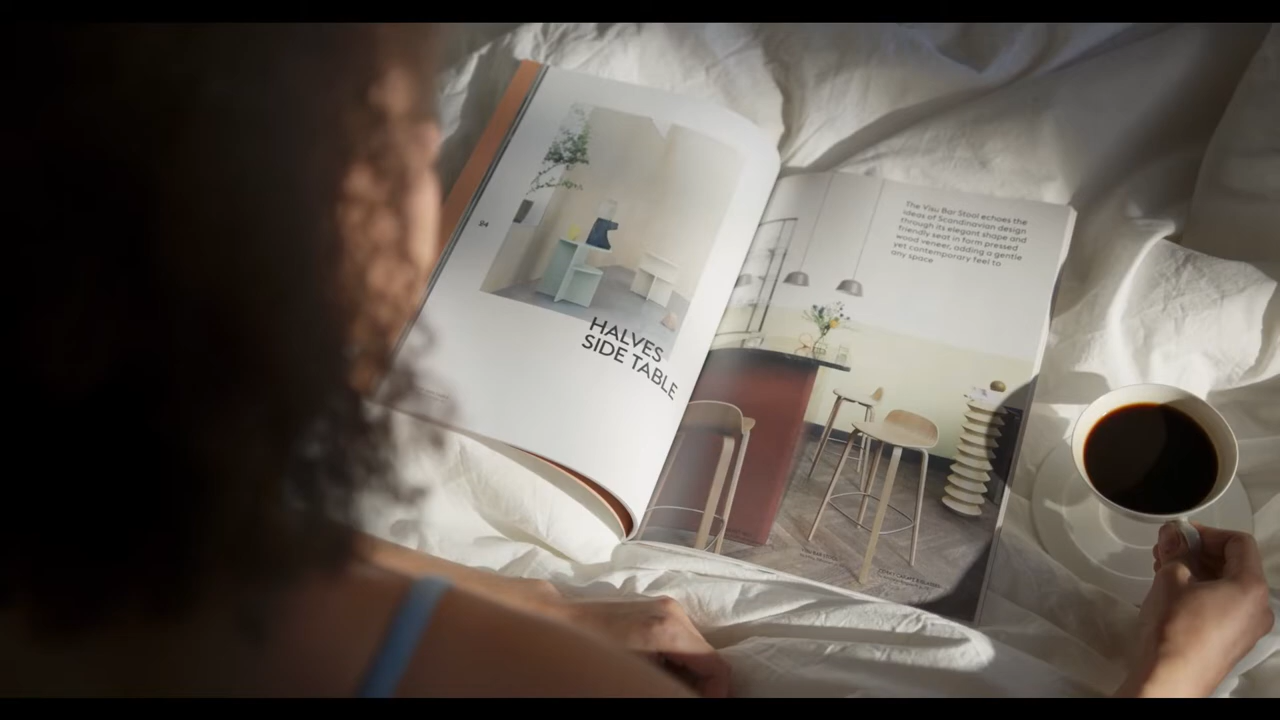 24
HALVES
SIDE TABLE
The Visu Bar Stool echoes the
ideas of Scandinavian design
through its elegant shape and
friendly seat in form pressed
wood veneer, adding a gentle
yet contemporary feel to
any space